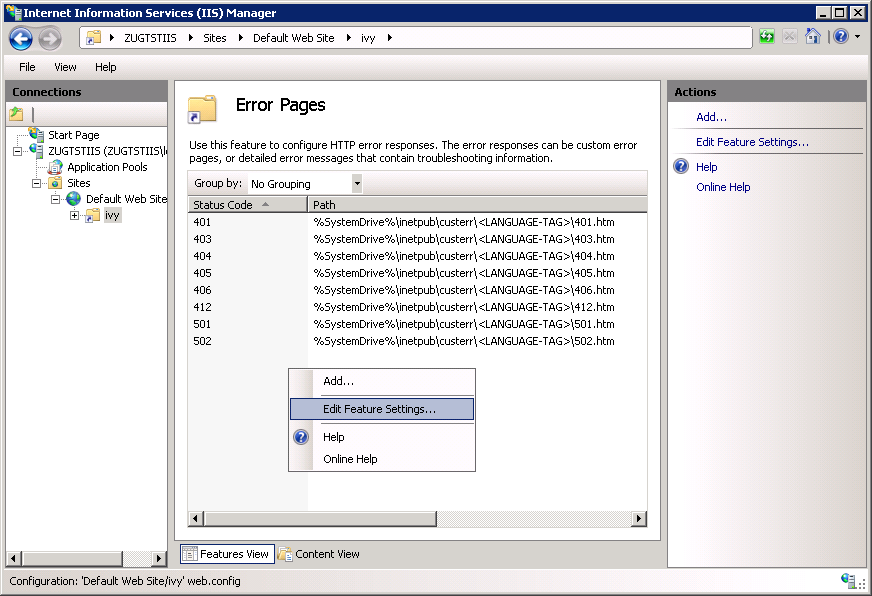 Internet Information Services (IIS) Manager
ZUGTSTIIS Sites Default Web Site ivy
File View Help
Connections
Start Page
ZUGTSTIIS (ZUGTSTIIS\l
Application Pools
Sites
Default Web Site
ivy
Error Pages
Use this feature to configure HTTP error responses. The error responses can be custom error
pages, or detailed error messages that contain troubleshooting information.
Group by: No Grouping
Status Code Path
401 %SystemDrive%\inetpub\custerr\<LANGUAGE-TAG>\401.htm
403 %SystemDrive%\inetpub\custerr\<LANGUAGE-TAG>\403.htm
404 %SystemDrive%\inetpub\custerr\<LANGUAGE-TAG>\404.htm
405 %SystemDrive%\inetpub\custerr\<LANGUAGE-TAG>\405.htm
406 %SystemDrive%\inetpub\custerr\<LANGUAGE-TAG>\406.htm
412 %SystemDrive%\inetpub\custerr\<LANGUAGE-TAG>\412.htm
501 %SystemDrive%\inetpub\custerr\<LANGUAGE-TAG>\501.htm
502 %SystemDrive%\inetpub\custerr\<LANGUAGE-TAG>\502.htm
Add...
Edit Feature Settings...
Help
Online Help
Features View Content View
Actions
Add...
Edit Feature Settings...
Help
Online Help
Configuration: 'Default Web Site/ivy' web.config